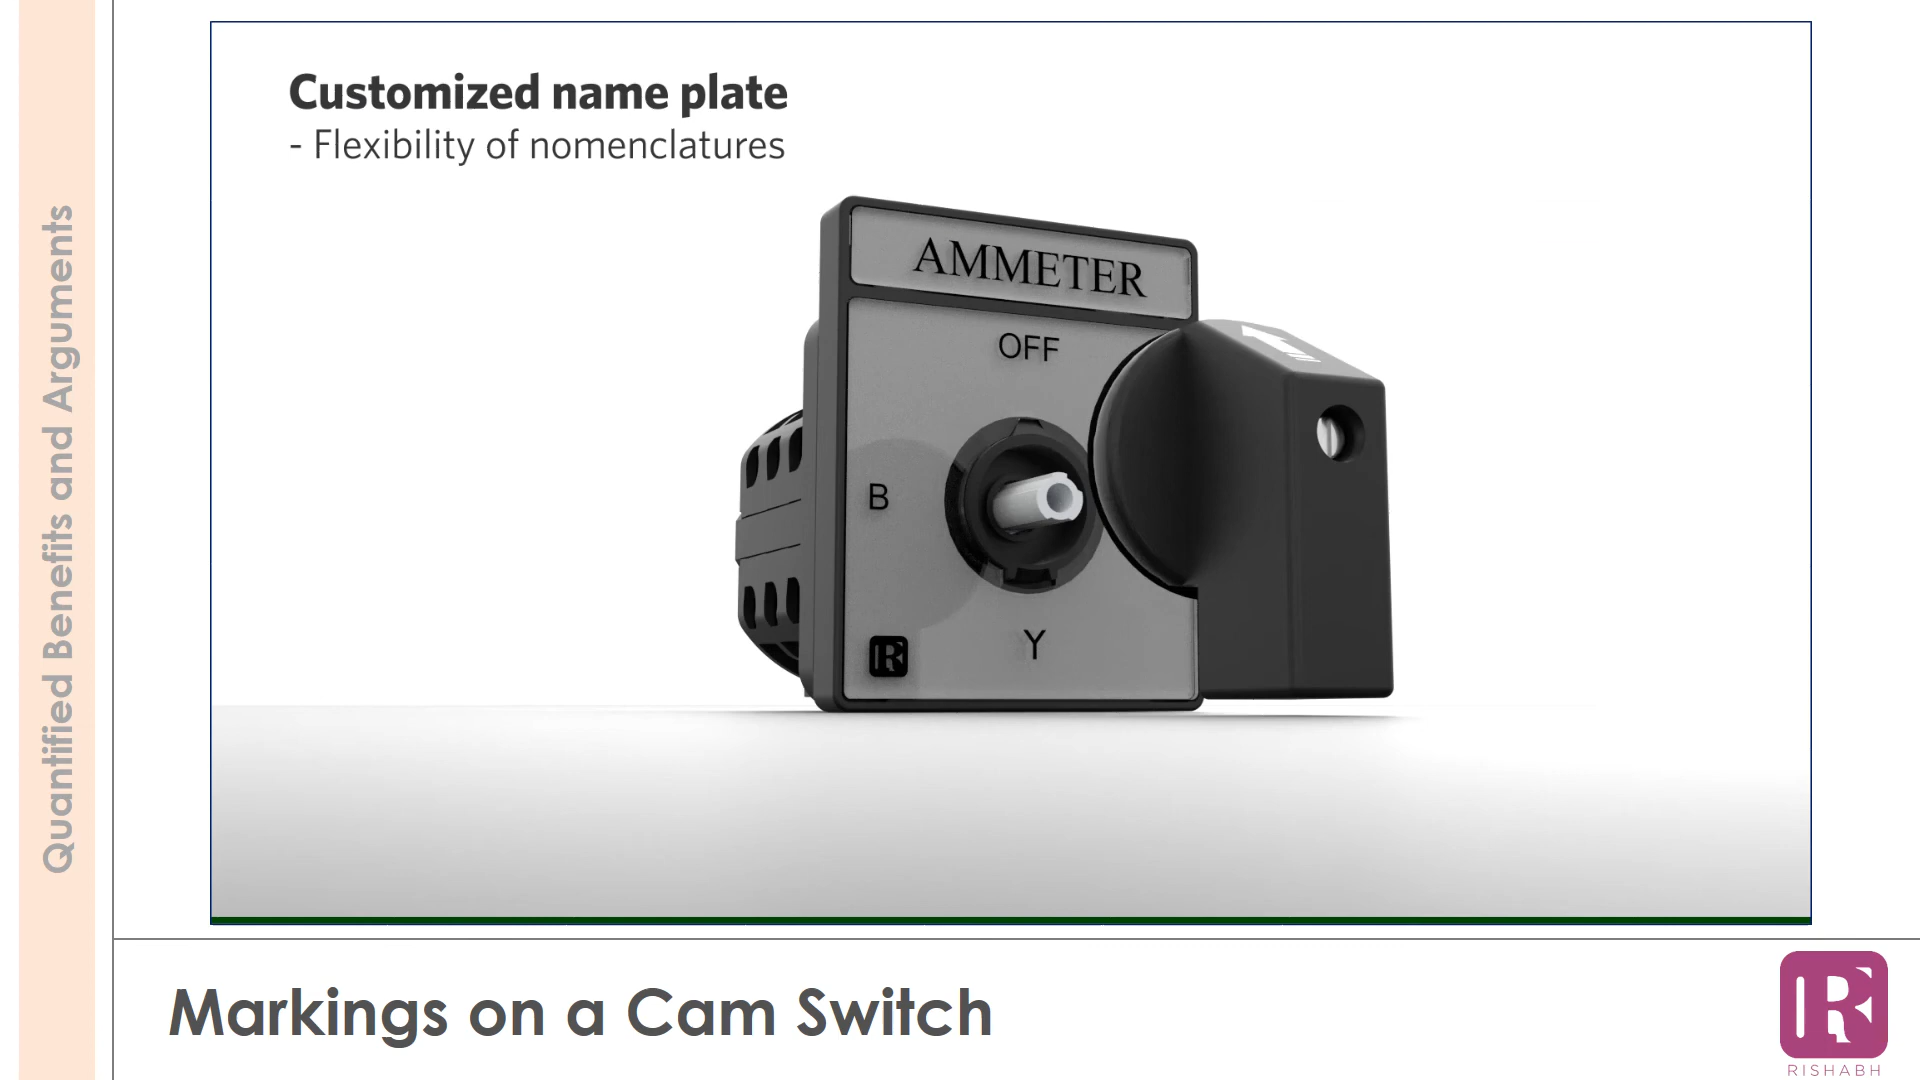 Quantified Benefits and Arguments
Customized name plate
- Flexibility of nomenclatures
AMMETER
OFF
B
Y
R
Markings on a Cam Switch
R
RISHABH